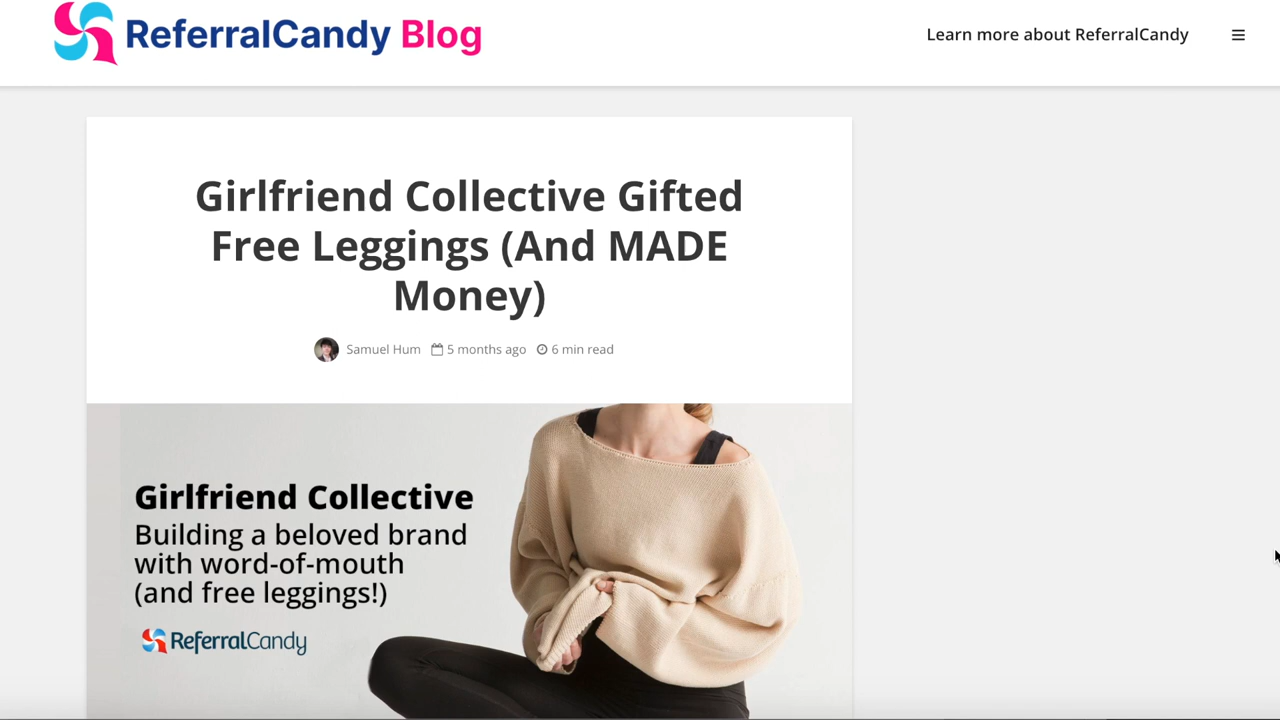 ReferralCandy Blog
Learn more about ReferralCandy
Girlfriend Collective Gifted
Free Leggings (And MADE
Money)
Samuel Hum 5 months ago 6 min read
Girlfriend Collective
Building a beloved brand
with word-of-mouth
(and free leggings!)
ReferralCandy